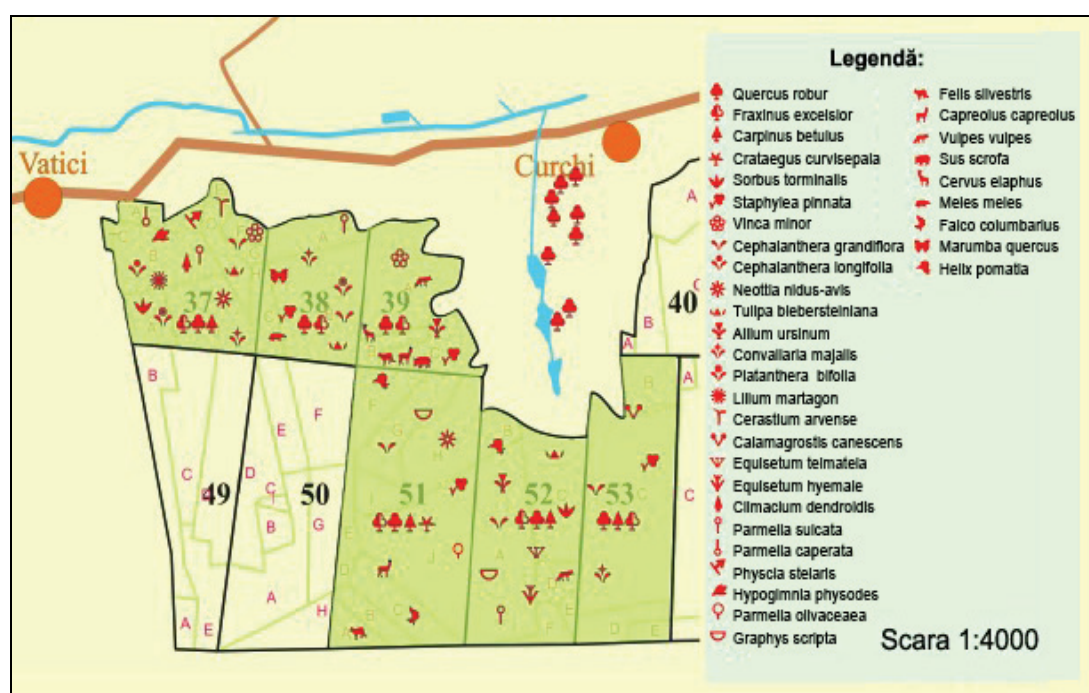 Legendă:
Quercus robur
Fraxinus excelsior
Carpinus betulus
Crataegus curvisepala
Sorbus torminalis
Staphylea pinnata
Vinca minor
Cephalanthera grandiflora
Cephalanthera longifolia
Neottia nidus-avis
Tulipa biebersteiniana
Allium ursinum
Convallaria majalis
Platanthera bifolia
Lilium martagon
Cerastium arvense
Calamagrostis canescens
Equisetum telmateia
Equisetum hyemale
Climacium dendroidis
Parmelia sulcata
Parmelia caperata
Physcia stelaris
Hypogimnia physodes
Parmelia olivaceaea
Graphys scripta
Felis silvestris
Capreolus capreolus
Vulpes vulpes
Sus scrofa
Cervus elaphus
Meles meles
Falco columbarius
Marumba quercus
Helix pomatia
Scara 1:4000
Vatici
Curchi
37
38
39
40
49
50
51
52
53
A
B
A
A
C
B
C
A
E
D
E
F
C
I
B
G
A
H